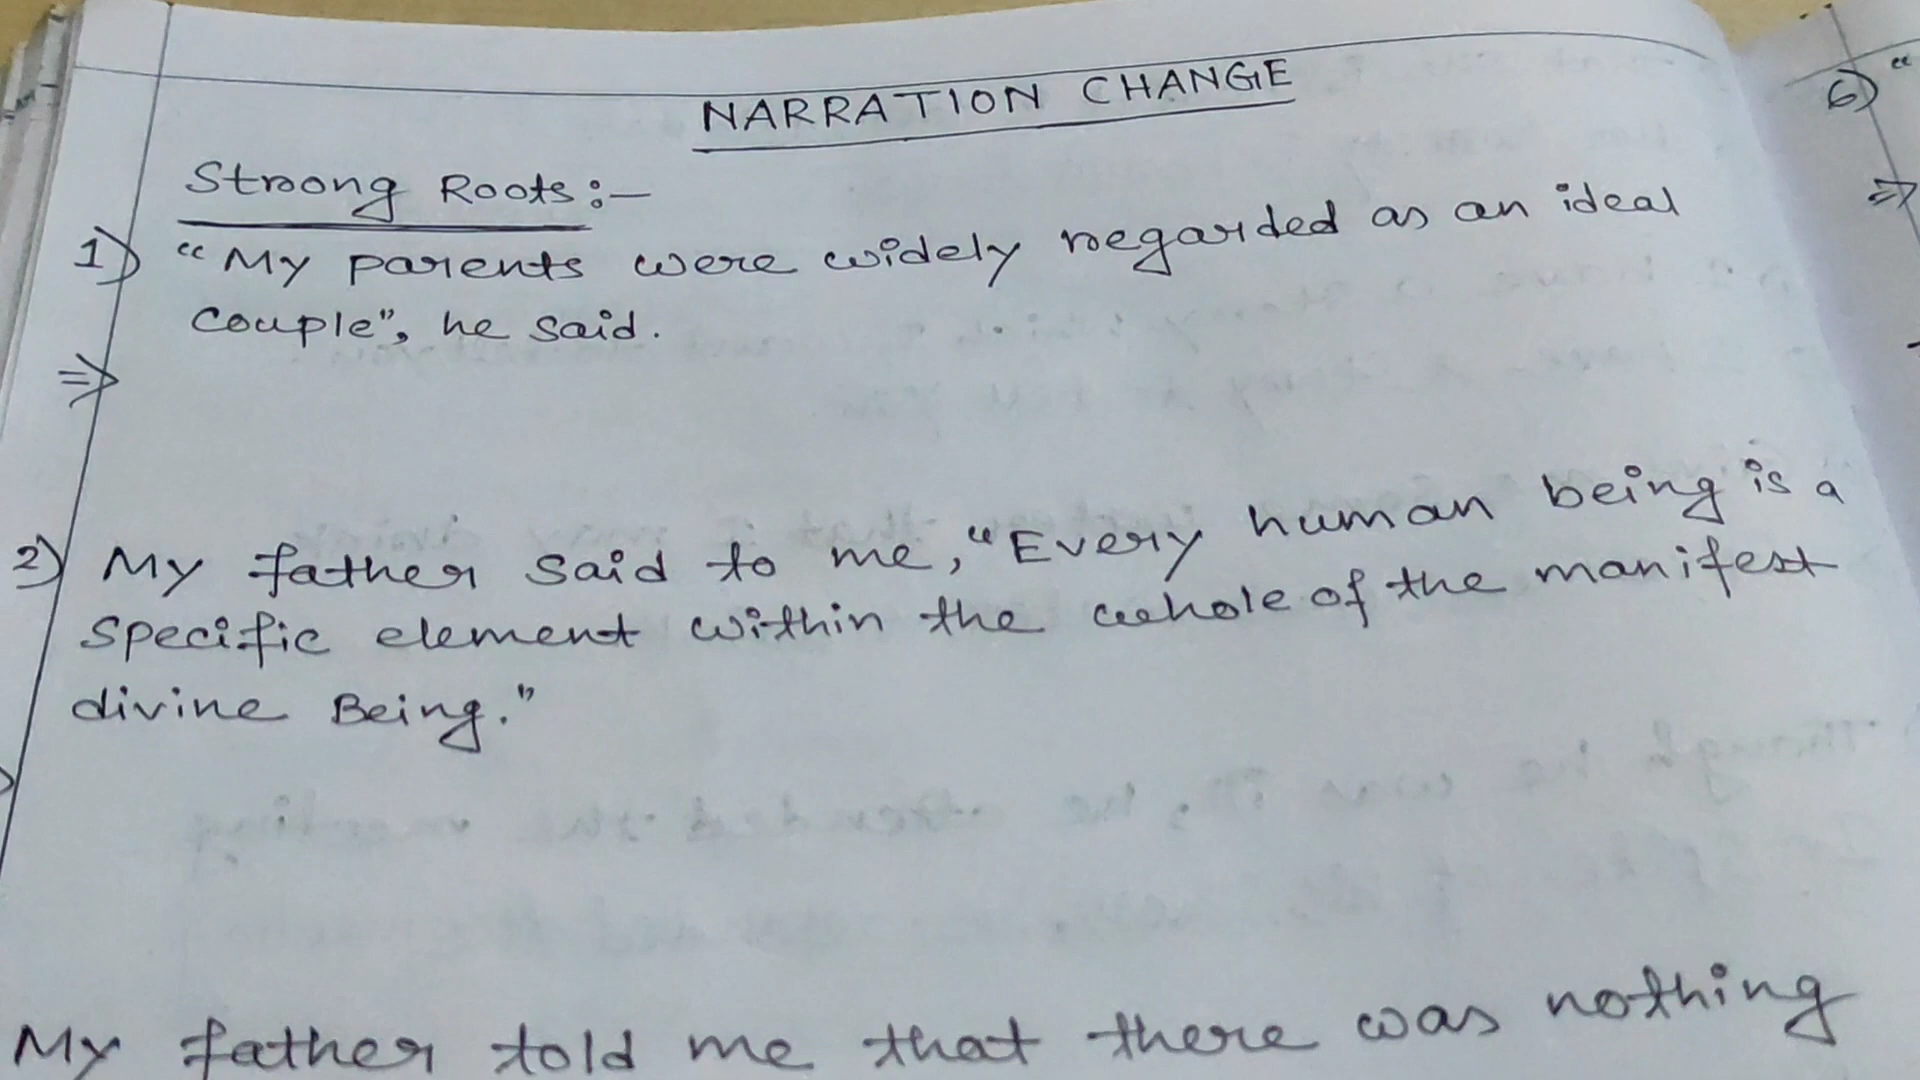 NARRATION CHANGE
Strong Roots:-
1) "My parents were widely regarded as an ideal
couple", he said.
=>
2) My father said to me, "Every human being is a
specific element within the whole of the manifest
divine Being."
My father told me that there was nothing
6) "
=>